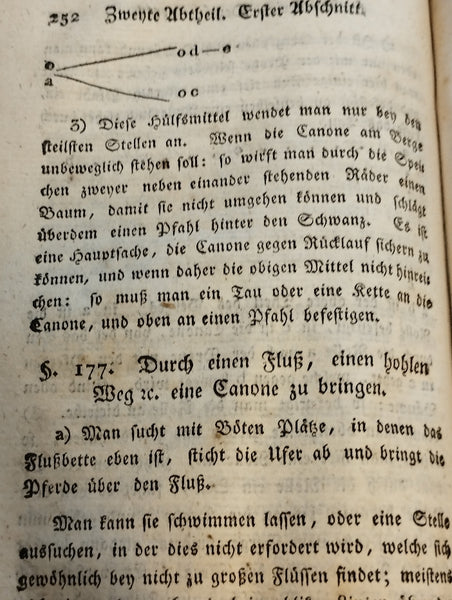 252 Zweyte Abtheil. Erster Abschnitt.
o d — e
b
a
o c
3) Diese Hülfsmittel wendet man nur bey den
steilsten Stellen an. Wenn die Canone am Berge
unbeweglich stehen soll: so wirft man durch die Spei
chen zweyer neben einander stehenden Räder einen
Baum, damit sie nicht umgehen können und schlägt
überdem einen Pfahl hinter den Schwanz. Es ist
eine Hauptsache, die Canone gegen Rücklauf sichern zu
können, und wenn daher die obigen Mittel nicht hinrei
chen: so muß man ein Tau oder eine Kette an die
Canone, und oben an einen Pfahl befestigen.
§. 177. Durch einen Fluß, einen hohlen
Weg ꝛc. eine Canone zu bringen.
a) Man sucht mit Böten Plätze, in denen das
Flußbette eben ist, sticht die Ufer ab und bringt die
Pferde über den Fluß.
Man kann sie schwimmen lassen, oder eine Stelle
aussuchen, in der dies nicht erfordert wird, welche sich
gewöhnlich bey nicht zu großen Flüssen findet; meistens